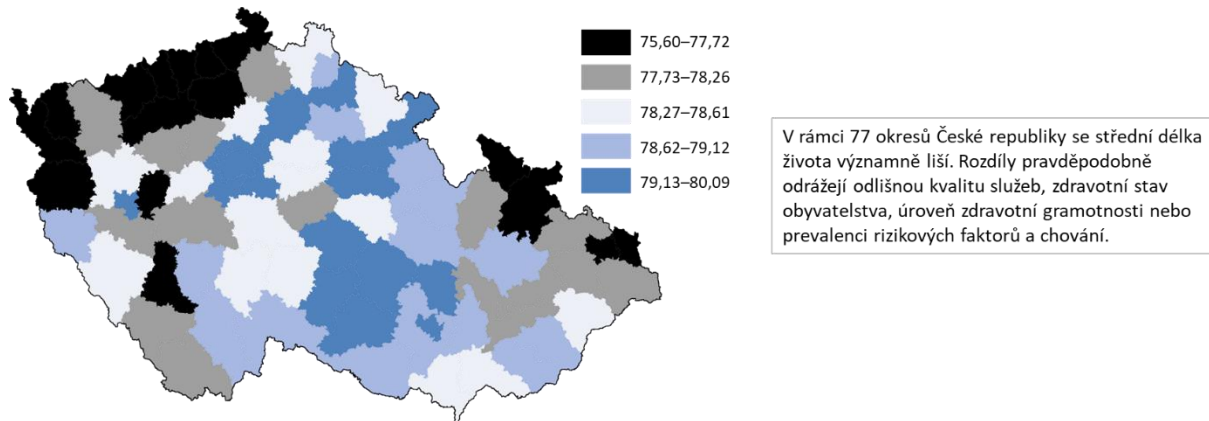 75,60–77,72
77,73–78,26
78,27–78,61
78,62–79,12
79,13–80,09
V rámci 77 okresů České republiky se střední délka
života významně liší. Rozdíly pravděpodobně
odrážejí odlišnou kvalitu služeb, zdravotní stav
obyvatelstva, úroveň zdravotní gramotnosti nebo
prevalenci rizikových faktorů a chování.